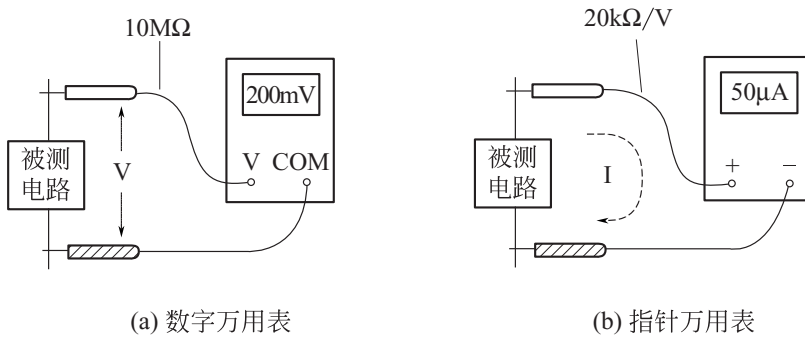 10MΩ
200mV
V COM
被测
电路
V
(a) 数字万用表
20kΩ/V
50μA
+ −
被测
电路
I
(b) 指针万用表